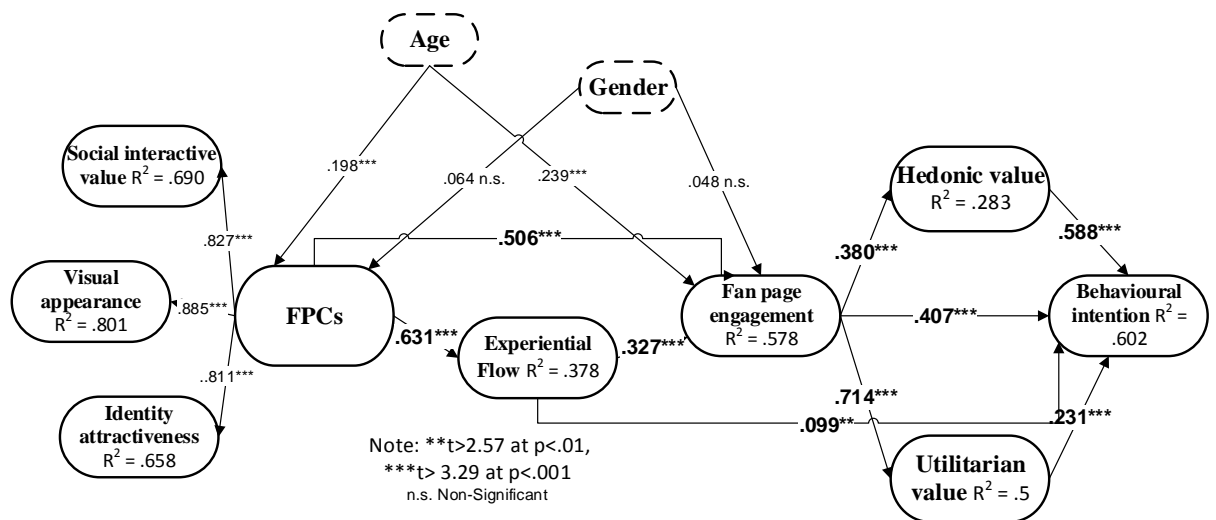 Age
Gender
Social interactive
value R² = .690
.198***
.064 n.s.
.239***
.048 n.s.
Hedonic value
R² = .283
.827***
.506***
.380***
.588***
Visual
appearance
R² = .801
.885***
FPCs
.631***
Experiential
Flow R² = .378
.327***
Fan page
engagement
R² = .578
.407***
Behavioural
intention R² =
.602
..811***
Identity
attractiveness
R² = .658
.714***
.099**
.231***
Utilitarian
value R² = .5
Note: **t>2.57 at p<.01,
***t> 3.29 at p<.001
n.s. Non-Significant